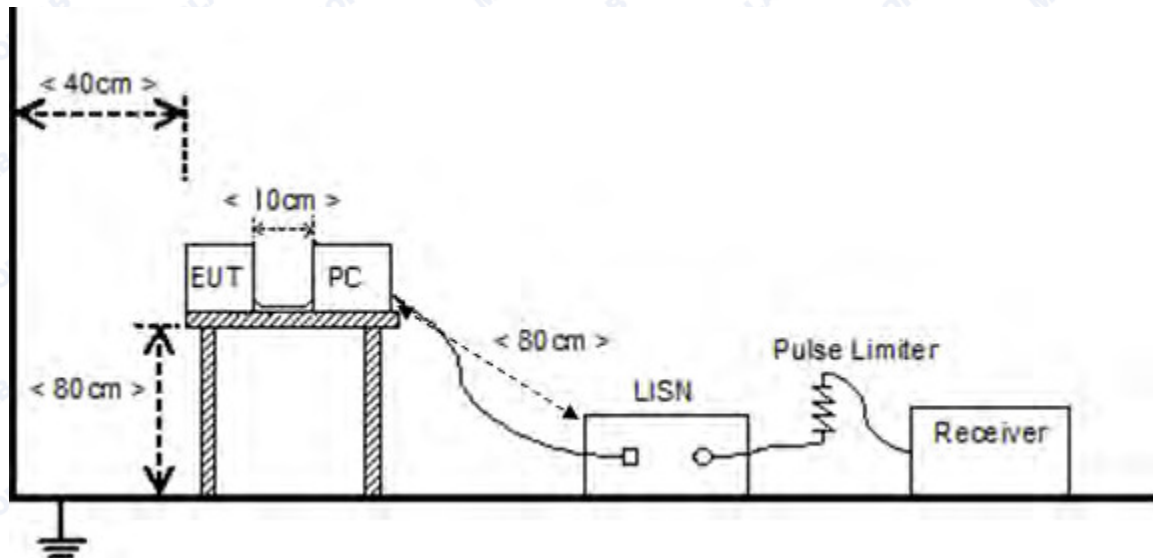 < 40cm >
< 10cm >
EUT
PC
< 80cm >
< 80cm >
Pulse Limiter
LISN
Receiver